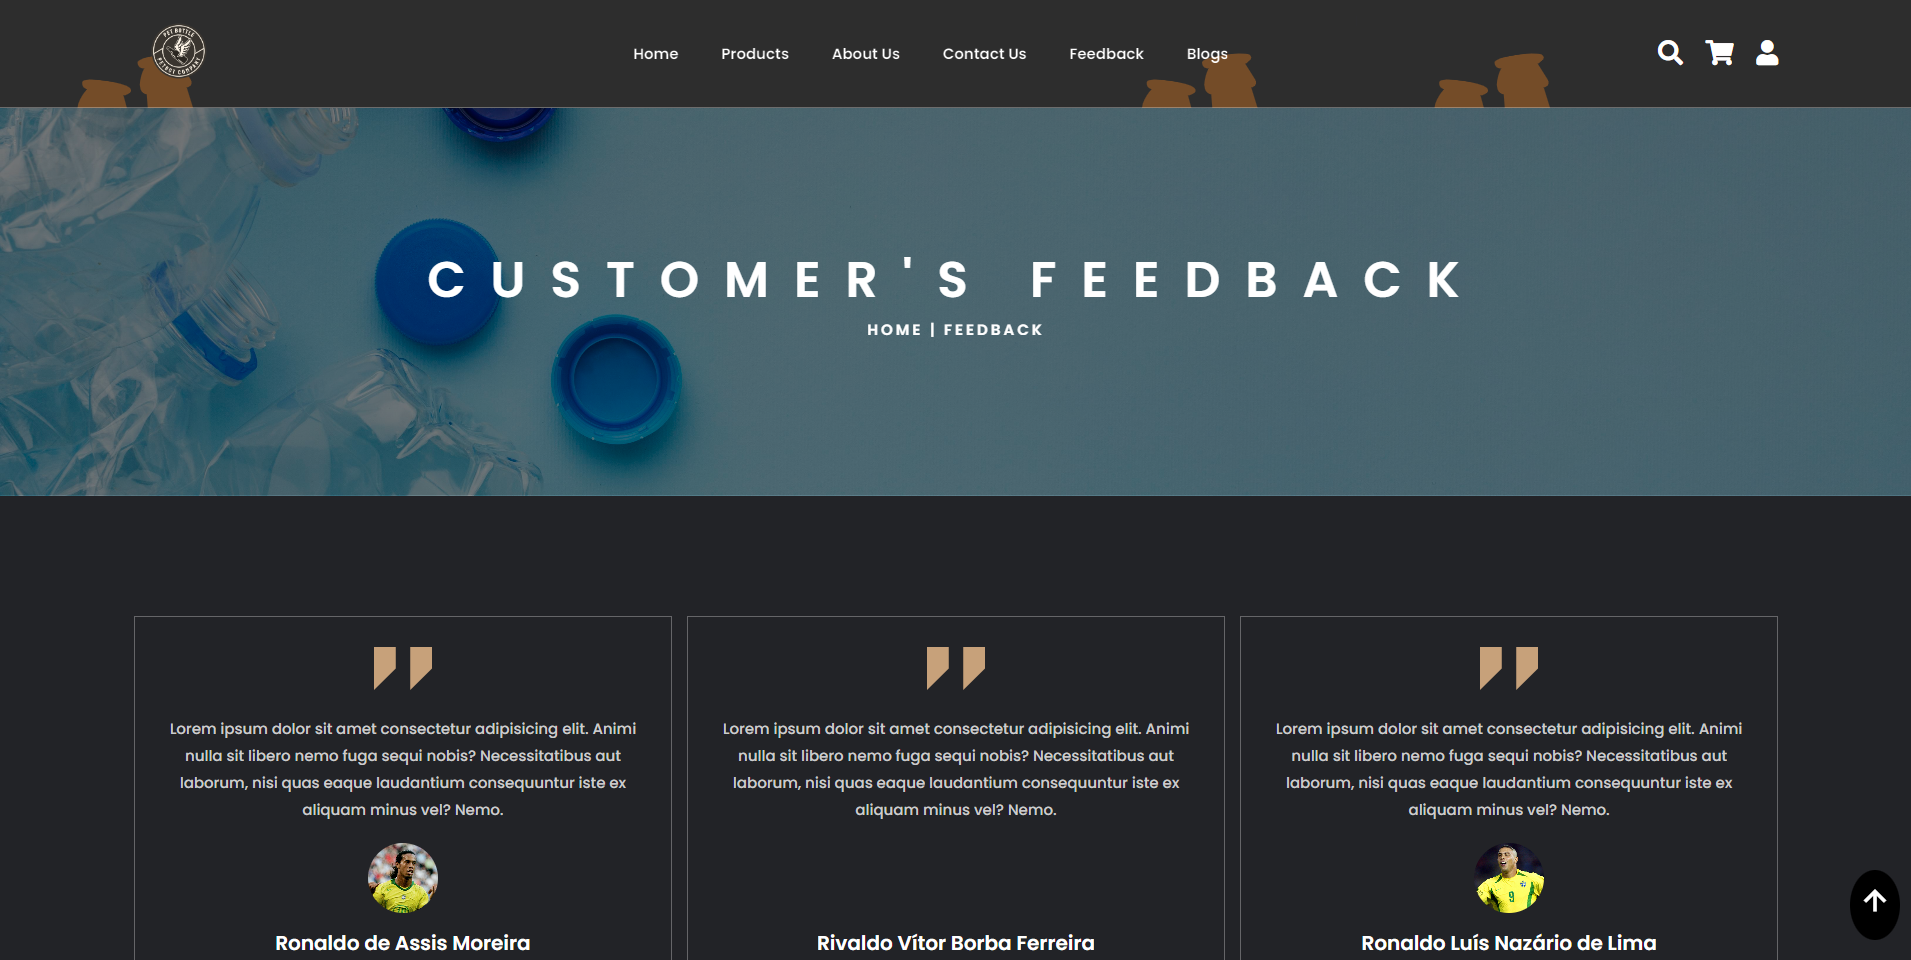 PET BOTTLE
PETBOT COMPANY
Home Products About Us Contact Us Feedback Blogs
CUSTOMER'S FEEDBACK
HOME | FEEDBACK
Lorem ipsum dolor sit amet consectetur adipisicing elit. Animi
nulla sit libero nemo fuga sequi nobis? Necessitatibus aut
laborum, nisi quas eaque laudantium consequuntur iste ex
aliquam minus vel? Nemo.
Ronaldo de Assis Moreira
Lorem ipsum dolor sit amet consectetur adipisicing elit. Animi
nulla sit libero nemo fuga sequi nobis? Necessitatibus aut
laborum, nisi quas eaque laudantium consequuntur iste ex
aliquam minus vel? Nemo.
Rivaldo Vítor Borba Ferreira
Lorem ipsum dolor sit amet consectetur adipisicing elit. Animi
nulla sit libero nemo fuga sequi nobis? Necessitatibus aut
laborum, nisi quas eaque laudantium consequuntur iste ex
aliquam minus vel? Nemo.
9
Ronaldo Luís Nazário de Lima